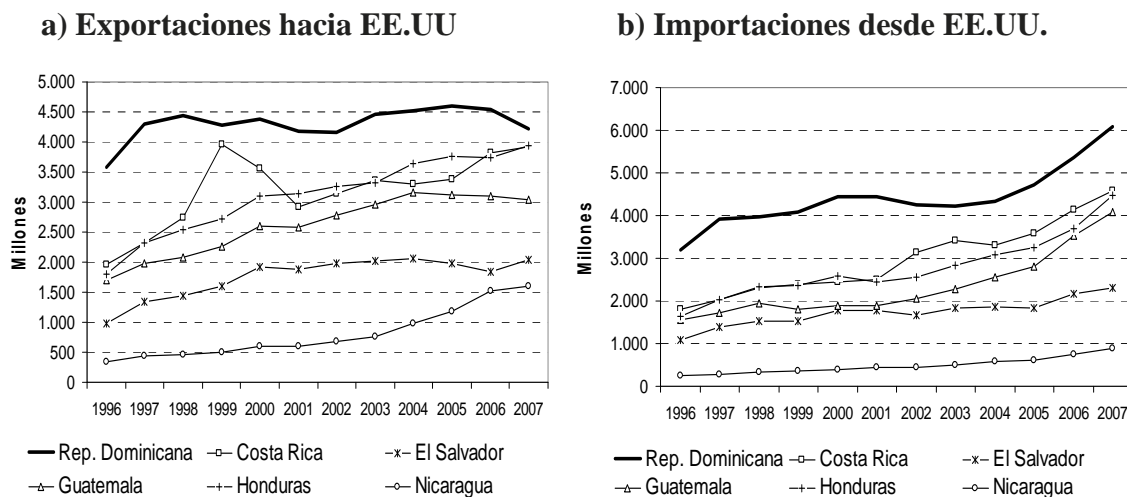 a) Exportaciones hacia EE.UU
5.000
4.500
4.000
3.500
3.000
2.500
2.000
1.500
1.000
500
0
Millones
1996 1997 1998 1999 2000 2001 2002 2003 2004 2005 2006 2007
Rep. Dominicana Costa Rica El Salvador
Guatemala Honduras Nicaragua
b) Importaciones desde EE.UU.
7.000
6.000
5.000
4.000
3.000
2.000
1.000
0
Millones
1996 1997 1998 1999 2000 2001 2002 2003 2004 2005 2006 2007
Rep. Dominicana Costa Rica El Salvador
Guatemala Honduras Nicaragua